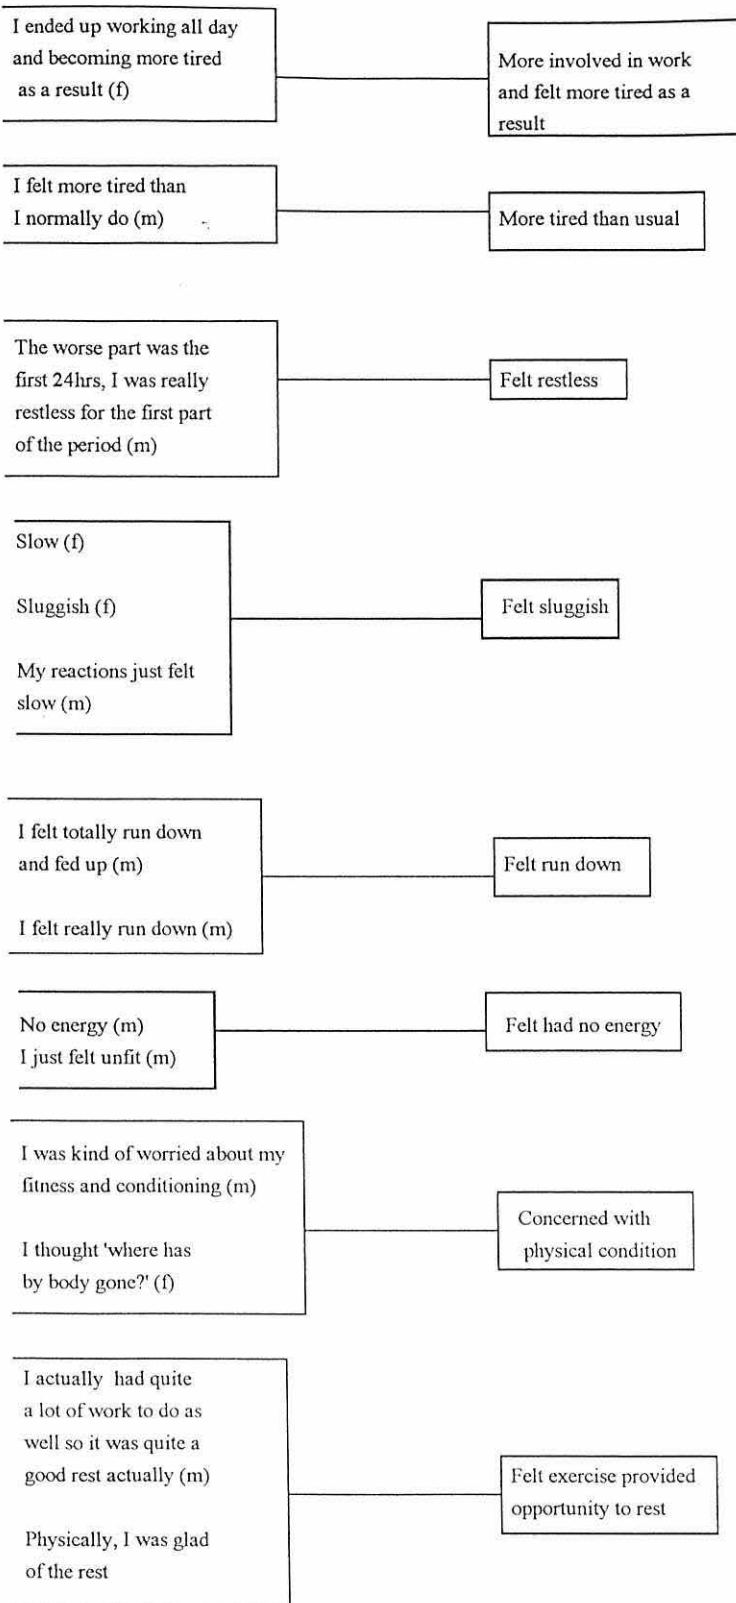 I ended up working all day
and becoming more tired
as a result (f)
More involved in work
and felt more tired as a
result
I felt more tired than
I normally do (m)
More tired than usual
The worse part was the
first 24hrs, I was really
restless for the first part
of the period (m)
Felt restless
Slow (f)
Sluggish (f)
My reactions just felt
slow (m)
Felt sluggish
I felt totally run down
and fed up (m)
I felt really run down (m)
Felt run down
No energy (m)
I just felt unfit (m)
Felt had no energy
I was kind of worried about my
fitness and conditioning (m)
I thought 'where has
by body gone?' (f)
Concerned with
physical condition
I actually had quite
a lot of work to do as
well so it was quite a
good rest actually (m)
Physically, I was glad
of the rest
Felt exercise provided
opportunity to rest